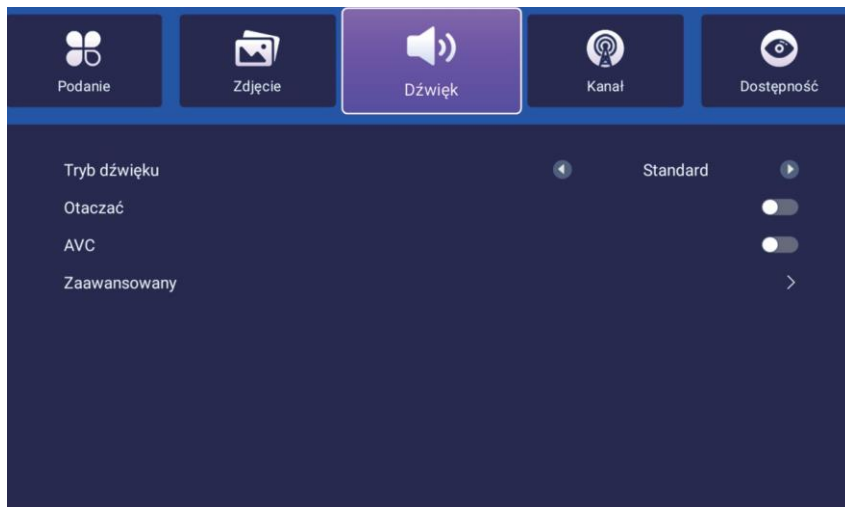 Podanie Zdjęcie Dźwięk Kanał Dostępność
Tryb dźwięku Standard
Otaczać
AVC
Zaawansowany